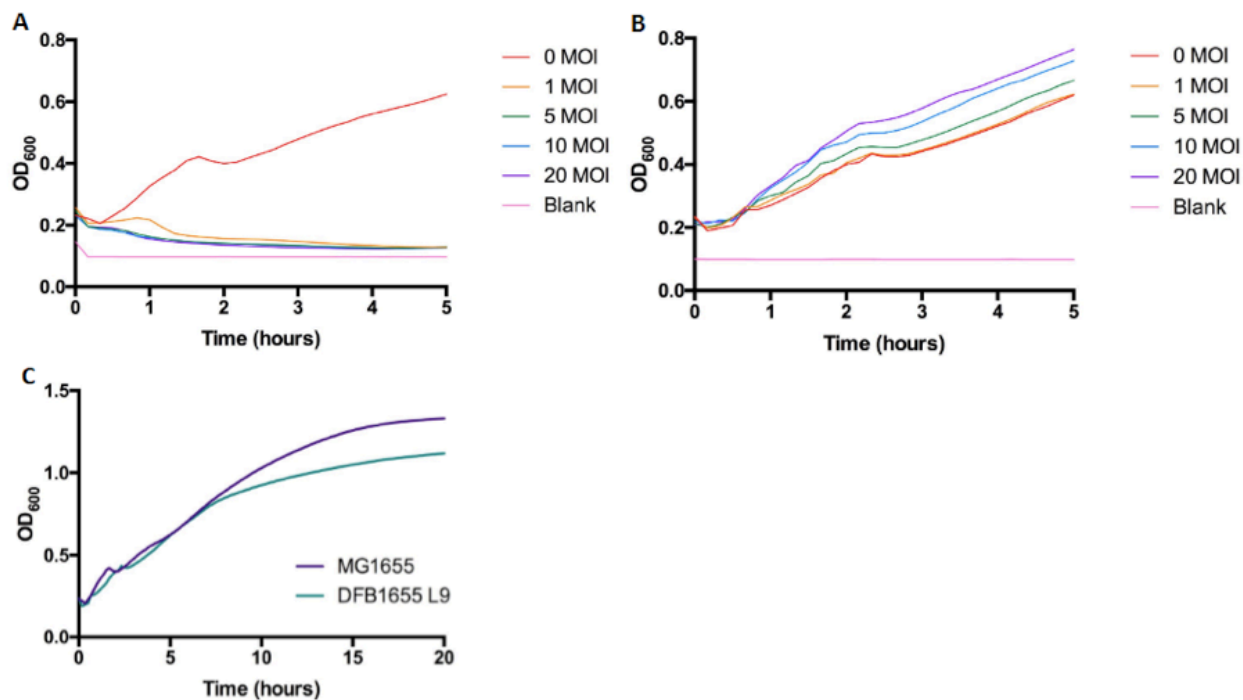 A
0.8
0.6
0.4
0.2
0.0
OD600
0 1 2 3 4 5
Time (hours)
0 MOI
1 MOI
5 MOI
10 MOI
20 MOI
Blank
B
0.8
0.6
0.4
0.2
0.0
OD600
0 1 2 3 4 5
Time (hours)
0 MOI
1 MOI
5 MOI
10 MOI
20 MOI
Blank
C
1.5
1.0
0.5
0.0
OD600
0 5 10 15 20
Time (hours)
MG1655
DFB1655 L9